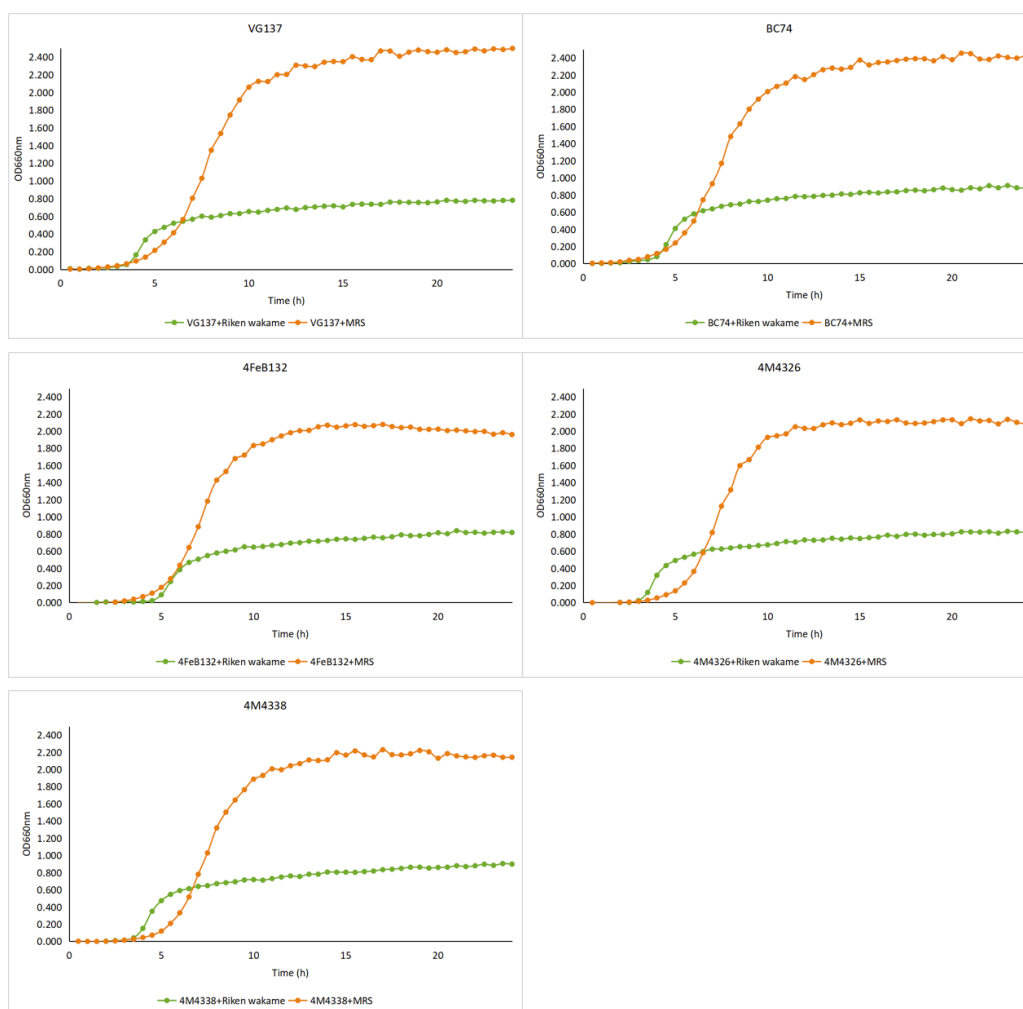 VG137
OD660nm
2.400
2.200
2.000
1.800
1.600
1.400
1.200
1.000
0.800
0.600
0.400
0.200
0.000
0 5 10 15 20
Time (h)
VG137+Riken wakame VG137+MRS
BC74
OD660nm
2.400
2.200
2.000
1.800
1.600
1.400
1.200
1.000
0.800
0.600
0.400
0.200
0.000
0 5 10 15 20
Time (h)
BC74+Riken wakame BC74+MRS
4FeB132
OD660nm
2.400
2.200
2.000
1.800
1.600
1.400
1.200
1.000
0.800
0.600
0.400
0.200
0.000
0 5 10 15 20
Time (h)
4FeB132+Riken wakame 4FeB132+MRS
4M4326
OD660nm
2.400
2.200
2.000
1.800
1.600
1.400
1.200
1.000
0.800
0.600
0.400
0.200
0.000
0 5 10 15 20
Time (h)
4M4326+Riken wakame 4M4326+MRS
4M4338
OD660nm
2.400
2.200
2.000
1.800
1.600
1.400
1.200
1.000
0.800
0.600
0.400
0.200
0.000
0 5 10 15 20
Time (h)
4M4338+Riken wakame 4M4338+MRS